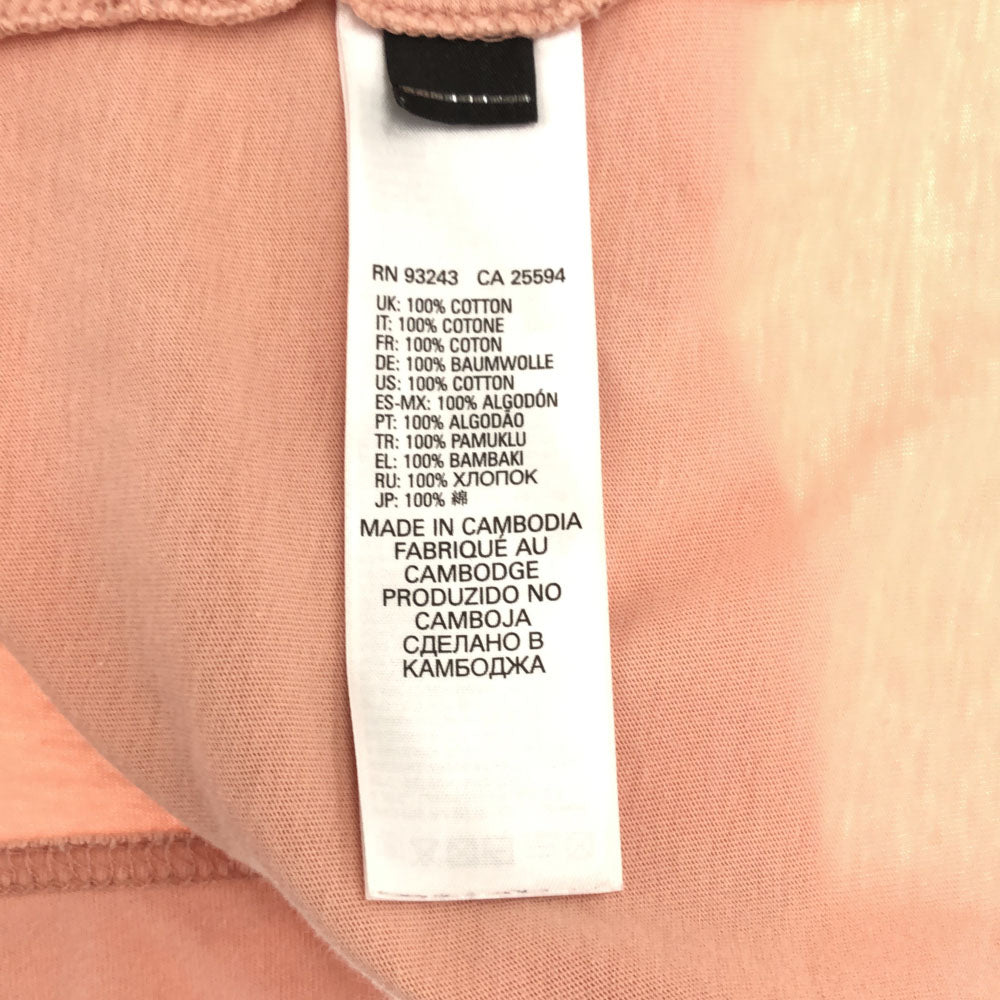 RN 93243 CA 25594
UK: 100% COTTON
IT: 100% COTONE
FR: 100% COTON
DE: 100% BAUMWOLLE
US: 100% COTTON
ES-MX: 100% ALGODÓN
PT: 100% ALGODÃO
TR: 100% PAMUKLU
EL: 100% BAMBAKI
RU: 100% ХЛОПОК
JP: 100% 綿
MADE IN CAMBODIA
FABRIQUÉ AU
CAMBODGE
PRODUZIDO NO
CAMBOJA
СДЕЛАНО В
КАМБОДЖА